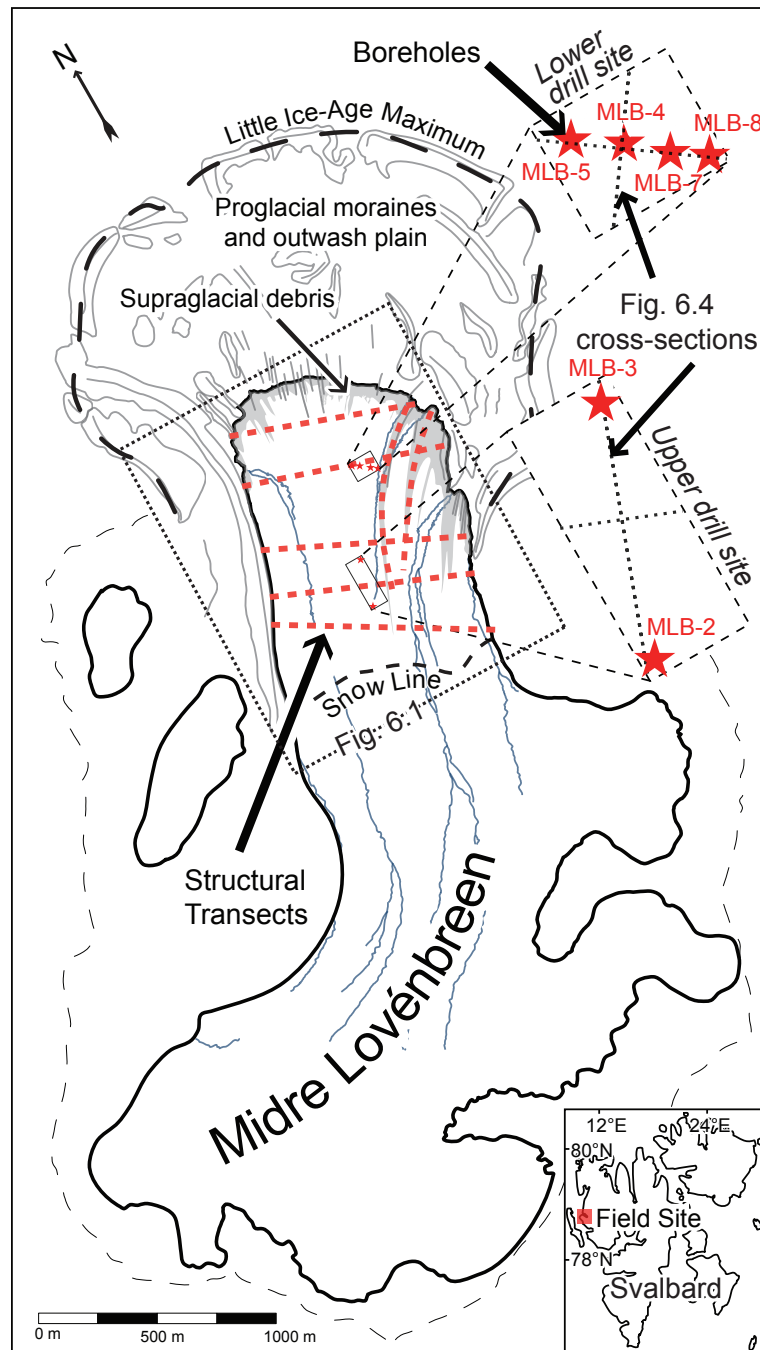 N
Boreholes
Lower
drill site
MLB-4
MLB-8
MLB-5
MLB-7
Little Ice-Age Maximum
Proglacial moraines
and outwash plain
Supraglacial debris
Fig. 6.4
cross-sections
MLB-3
Upper drill site
MLB-2
Snow Line
Fig. 6.1
Structural
Transects
Midre Lovénbreen
12°E
24°E
80°N
Field Site
78°N
Svalbard
0 m
500 m
1000 m